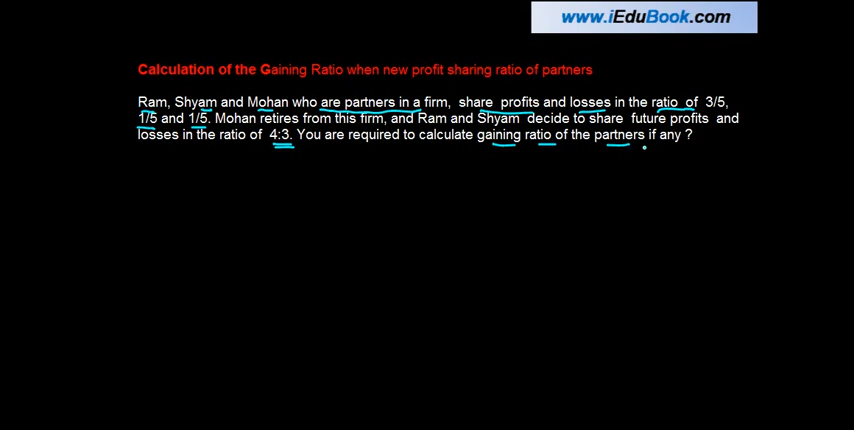 www.iEduBook.com
Calculation of the Gaining Ratio when new profit sharing ratio of partners
Ram, Shyam and Mohan who are partners in a firm, share profits and losses in the ratio of 3/5,
1/5 and 1/5. Mohan retires from this firm, and Ram and Shyam decide to share future profits and
losses in the ratio of 4:3. You are required to calculate gaining ratio of the partners if any ?